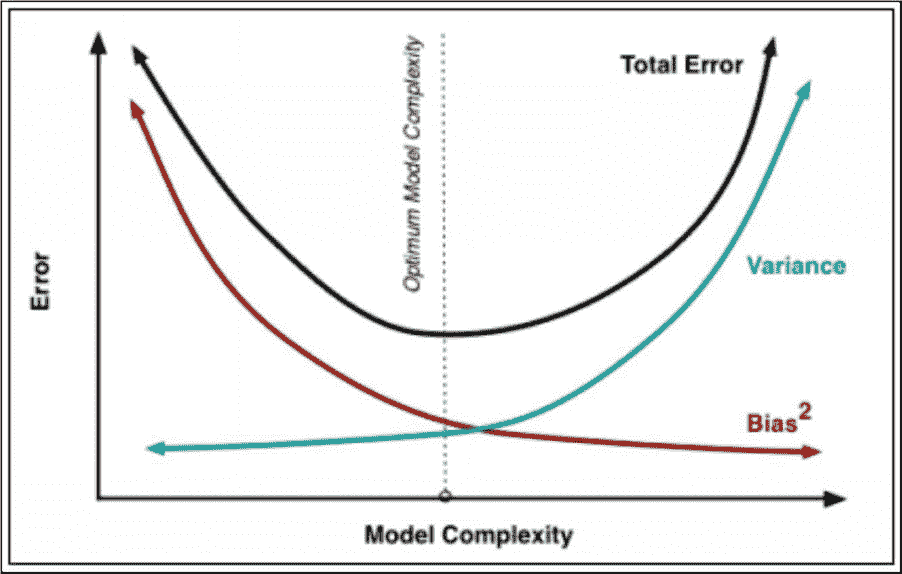 Total Error
Optimum Model Complexity
Variance
Error
Bias²
Model Complexity